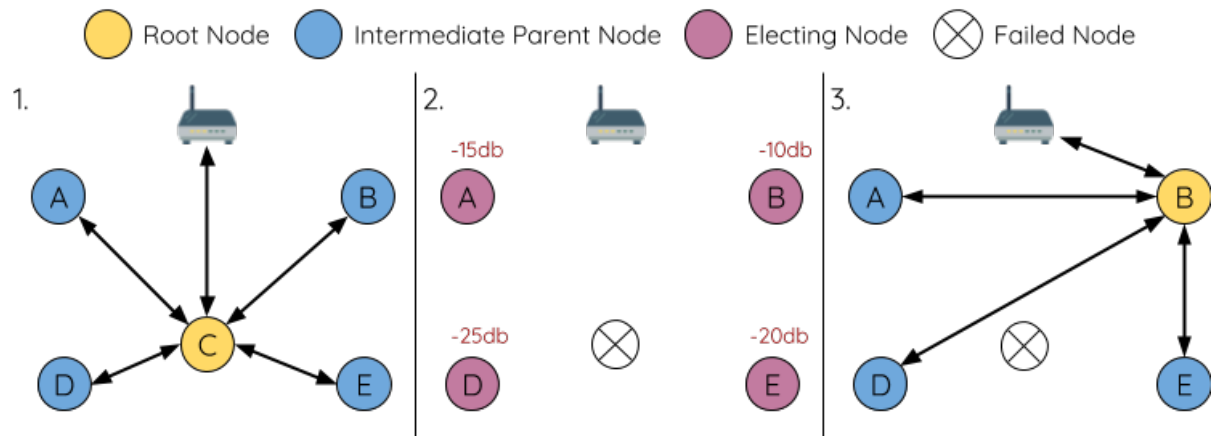 Root Node Intermediate Parent Node Electing Node Failed Node
1. 2. 3.
-15db -10db
A B A B A B
C
-25db -20db
D E D E D E